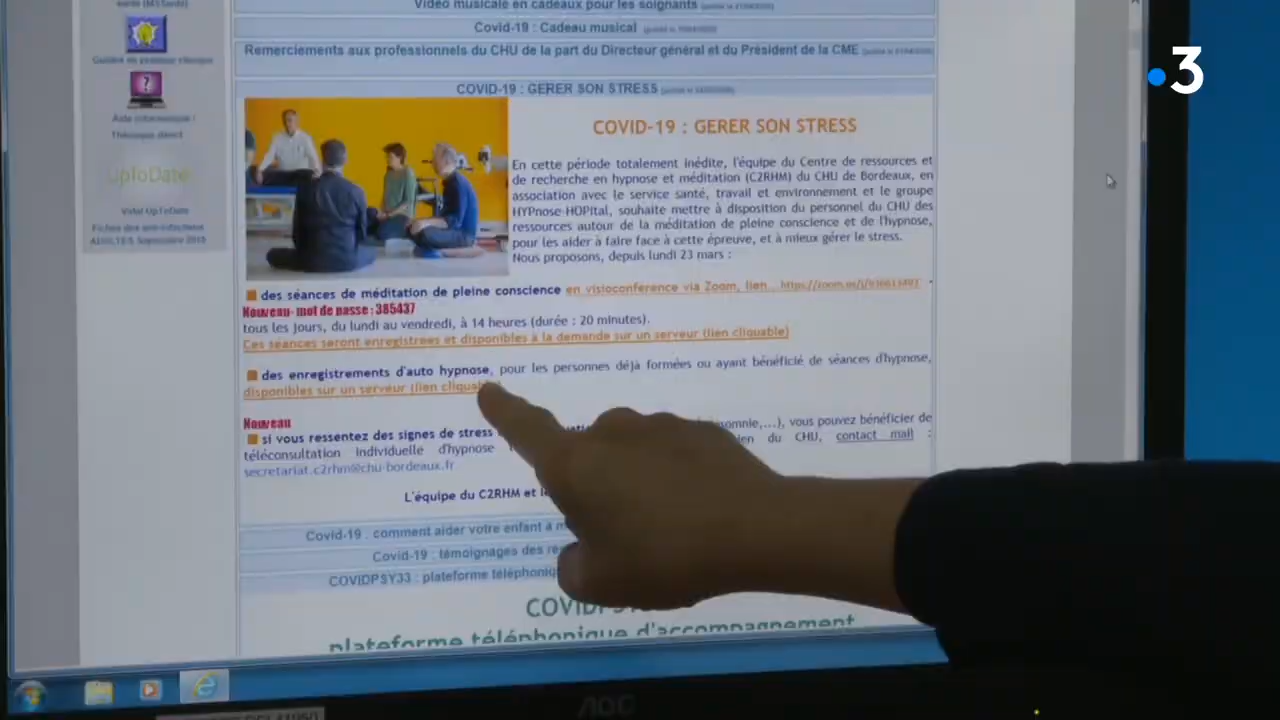 Vidéo musicale en cadeaux pour les soignants
3
Covid-19 : Cadeau musical
Remerciements aux professionnels du CHU de la part du Directeur général et du Président de la CME
COVID-19 : GERER SON STRESS
Aide informatique /
Thésaque direct
UpToDate
Vidal UpToDate
COVID-19 : GERER SON STRESS
En cette période totalement inédite, l'équipe du Centre de ressources et
de recherche en hypnose et méditation (C2RHM) du CHU de Bordeaux, en
association avec le service santé, travail et environnement et le groupe
HYPnose-HOPital, souhaite mettre à disposition du personnel du CHU des
ressources autour de la méditation de pleine conscience et de l'hypnose,
pour les aider à faire face à cette épreuve, et à mieux gérer le stress.
Nous proposons, depuis lundi 23 mars :
des séances de méditation de pleine conscience en visioconférence via Zoom, lien
Nouveau- mot de passe : 385437
tous les jours, du lundi au vendredi, à 14 heures (durée : 20 minutes).
Ces séances seront enregistrées et disponibles à la demande sur un serveur (lien cliquable)
des enregistrements d'auto hypnose, pour les personnes déjà formées ou ayant bénéficié de séances d'hypnose,
disponibles sur un serveur (lien
Nouveau
si vous ressentez des signes de stress vous pouvez bénéficier de
téléconsultation individuelle d'hypnose du CHU, contact mail :
secretariat.c2rhm@chu-bordeaux.fr
L'équipe du C2RHM et
Covid-19 : comment aider votre enfant à
Covid-19 : témoignages des
COVIDPSY33 : plateforme
plateforme téléphonique d'accompagnement
AOC